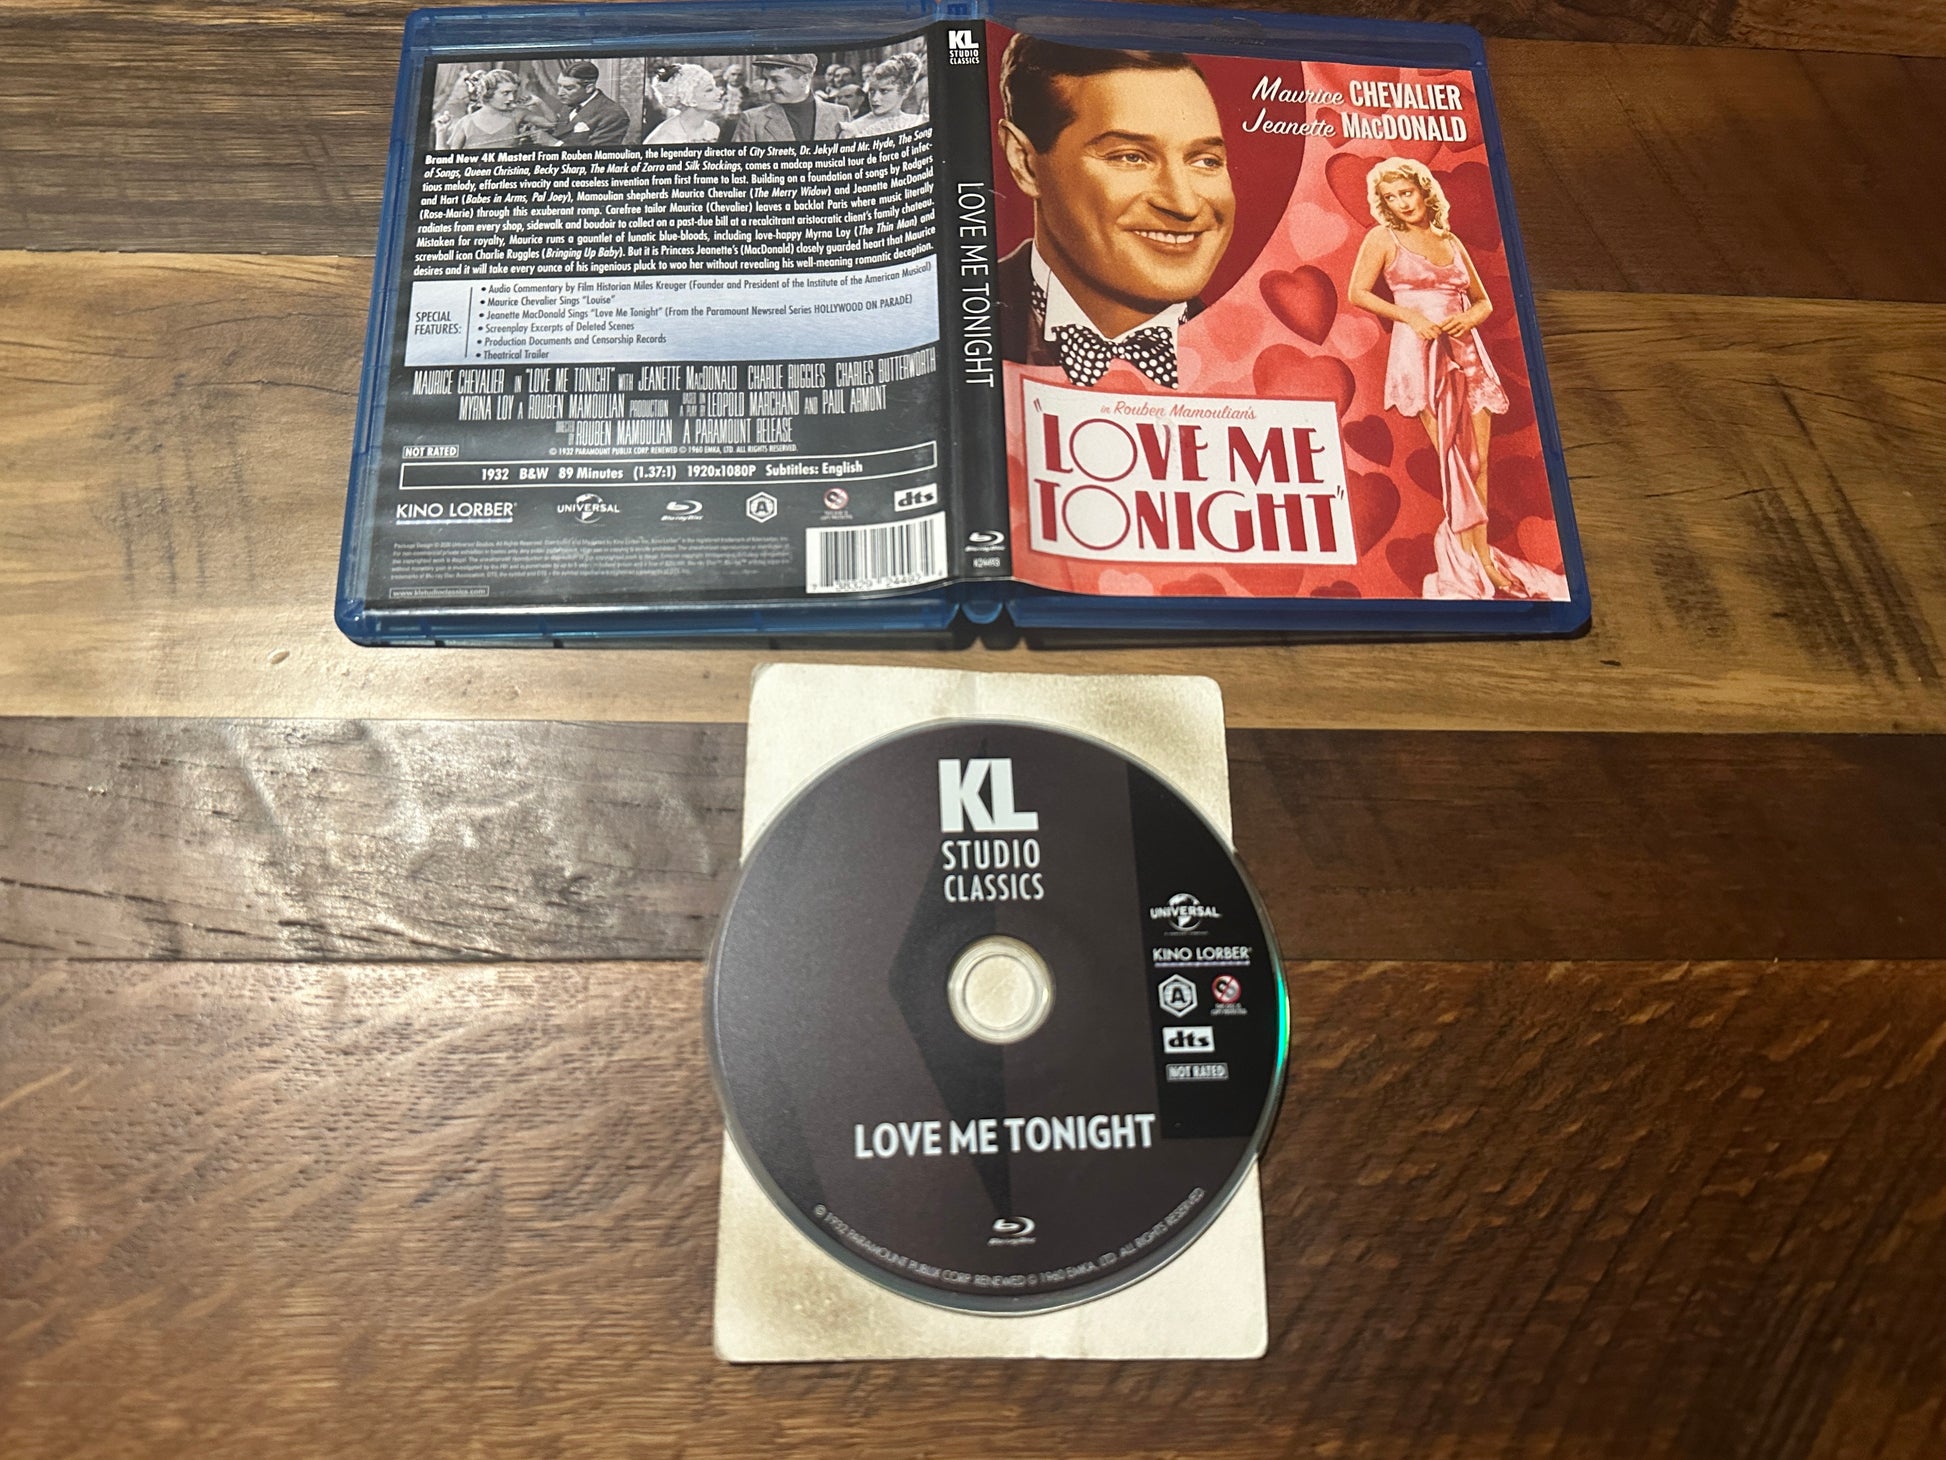 Brand New 4K Master! From Rouben Mamoulian, the legendary director of City Streets, Dr. Jekyll and Mr. Hyde, The Song
of Songs, Queen Christina, Becky Sharp, The Mark of Zorro and Silk Stockings, comes a madcap musical tour de force of infec-
tious melody, effortless vivacity and ceaseless invention from first frame to last. Building on a foundation of songs by Rodgers
and Hart (Babes in Arms, Pal Joey), Mamoulian shepherds Maurice Chevalier (The Merry Widow) and Jeanette MacDonald
(Rose-Marie) through this exuberant romp. Carefree tailor Maurice (Chevalier) leaves a backlot Paris where music literally
radiates from every shop, sidewalk and boudoir to collect on a past-due bill at a recalcitrant aristocratic client's family chateau.
Mistaken for royalty, Maurice runs a gauntlet of lunatic blue-bloods, including love-happy Myrna Loy (The Thin Man) and
screwball icon Charlie Ruggles (Bringing Up Baby). But it is Princess Jeanette's (MacDonald) closely guarded heart that Maurice
desires and it will take every ounce of his ingenious pluck to woo her without revealing his well-meaning romantic deception.
SPECIAL
FEATURES:
• Audio Commentary by Film Historian Miles Kreuger (Founder and President of the Institute of the American Musical)
• Maurice Chevalier Sings "Louise"
• Jeanette MacDonald Sings "Love Me Tonight" (From the Paramount Newsreel Series HOLLYWOOD ON PARADE)
• Screenplay Excerpts of Deleted Scenes
• Production Documents and Censorship Records
• Theatrical Trailer
MAURICE CHEVALIER IN "LOVE ME TONIGHT" WITH JEANETTE MACDONALD CHARLIE RUGGLES CHARLES BUTTERWORTH
MYRNA LOY A ROUBEN MAMOULIAN PRODUCTION BASED ON A PLAY BY LEOPOLD MARCHAND AND PAUL ARMONT
DIRECTED BY ROUBEN MAMOULIAN A PARAMOUNT RELEASE
NOT RATED
© 1932 PARAMOUNT PUBLIX CORP. RENEWED © 1960 EMKA, LTD. ALL RIGHTS RESERVED.
1932 B&W 89 Minutes (1.37:1) 1920x1080P Subtitles: English
KINO LORBER
UNIVERSAL
Blu-ray Disc
A
dts
www.klstudioclassics.com
KL
STUDIO
CLASSICS
LOVE ME TONIGHT
Blu-ray Disc
Maurice CHEVALIER
Jeanette MACDONALD
in Rouben Mamoulian's
"LOVE ME
TONIGHT"
KL
STUDIO
CLASSICS
UNIVERSAL
KINO LORBER
A
dts
NOT RATED
LOVE ME TONIGHT
Blu-ray Disc
© 1932 PARAMOUNT PUBLIX CORP. RENEWED © 1960 EMKA, LTD. ALL RIGHTS RESERVED